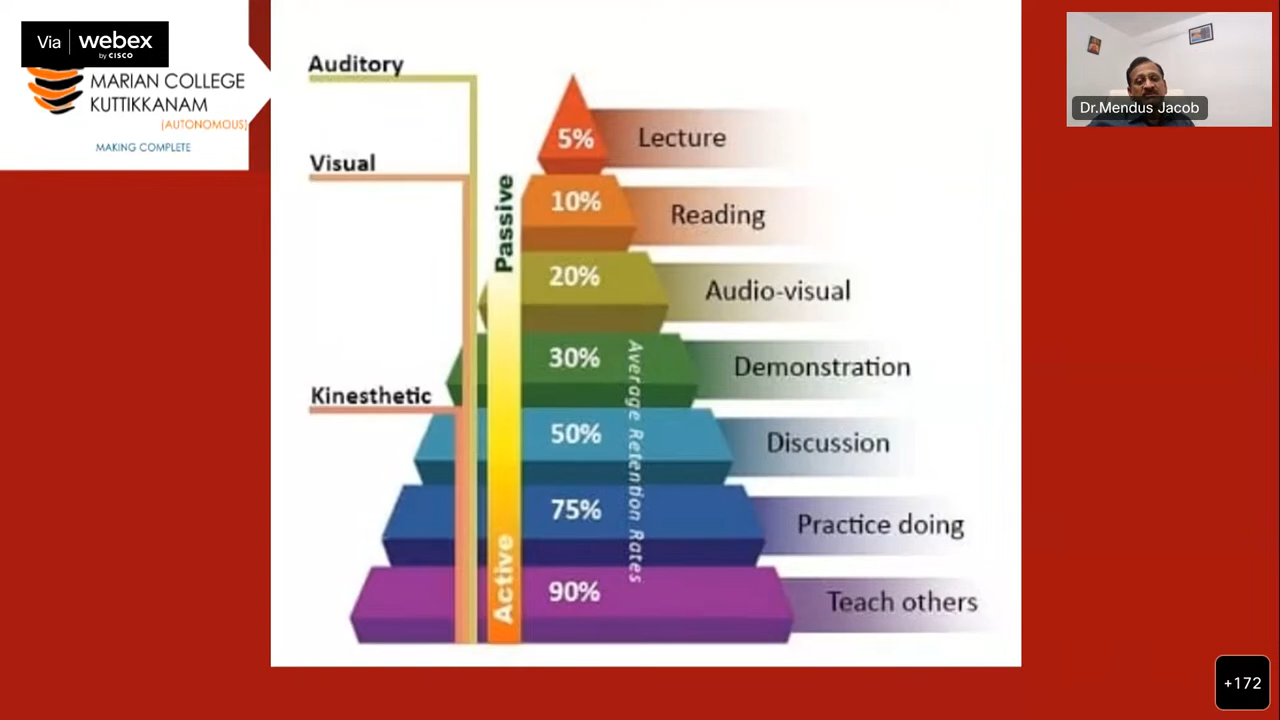 Via webex
by CISCO
MARIAN COLLEGE
KUTTIKKANAM
(AUTONOMOUS)
MAKING COMPLETE
Auditory
Visual
Kinesthetic
Passive
Active
5% Lecture
10% Reading
20% Audio-visual
30% Demonstration
50% Discussion
75% Practice doing
90% Teach others
Average Retention Rates
Dr.Mendus Jacob
+172